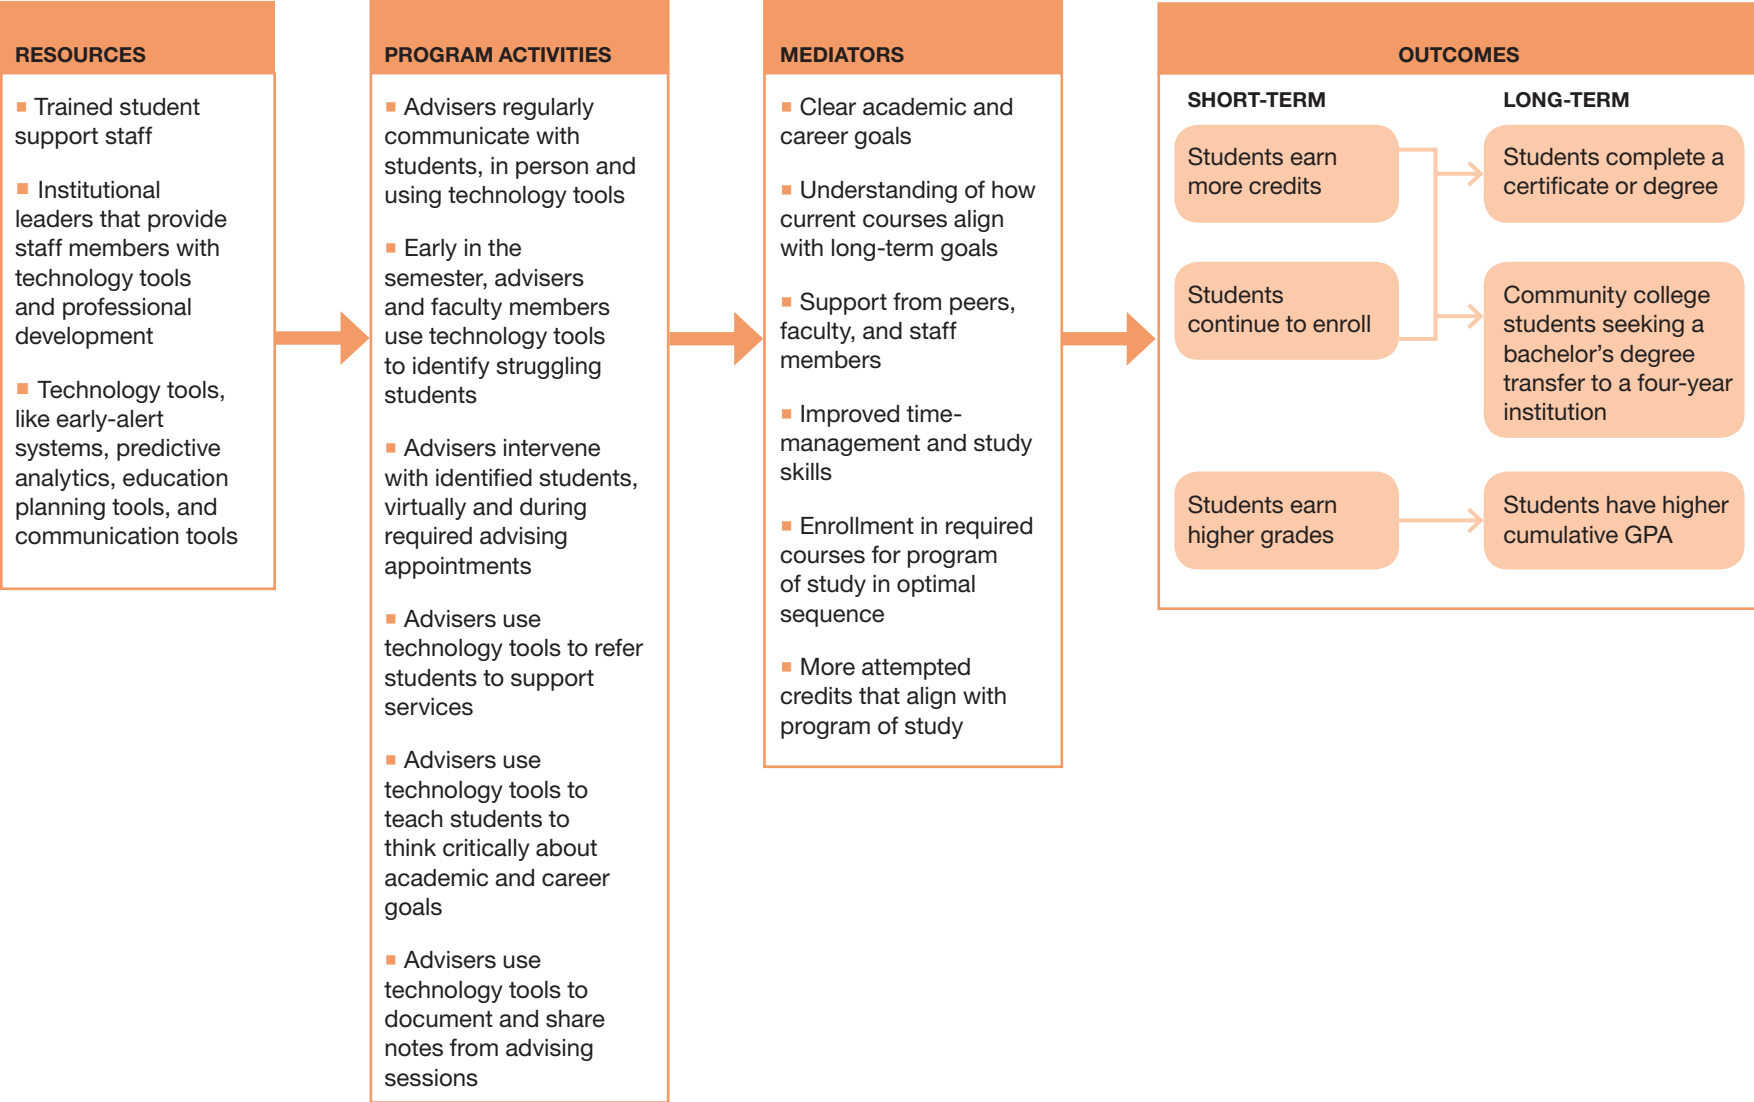 RESOURCES
▪ Trained student
support staff
▪ Institutional
leaders that provide
staff members with
technology tools
and professional
development
▪ Technology tools,
like early-alert
systems, predictive
analytics, education
planning tools, and
communication tools
PROGRAM ACTIVITIES
▪ Advisers regularly
communicate with
students, in person and
using technology tools
▪ Early in the
semester, advisers
and faculty members
use technology tools
to identify struggling
students
▪ Advisers intervene
with identified students,
virtually and during
required advising
appointments
▪ Advisers use
technology tools to refer
students to support
services
▪ Advisers use
technology tools to
teach students to
think critically about
academic and career
goals
▪ Advisers use
technology tools to
document and share
notes from advising
sessions
MEDIATORS
▪ Clear academic and
career goals
▪ Understanding of how
current courses align
with long-term goals
▪ Support from peers,
faculty, and staff
members
▪ Improved time-
management and study
skills
▪ Enrollment in required
courses for program
of study in optimal
sequence
▪ More attempted
credits that align with
program of study
OUTCOMES
SHORT-TERM
Students earn
more credits
Students
continue to enroll
Students earn
higher grades
LONG-TERM
Students complete a
certificate or degree
Community college
students seeking a
bachelor’s degree
transfer to a four-year
institution
Students have higher
cumulative GPA